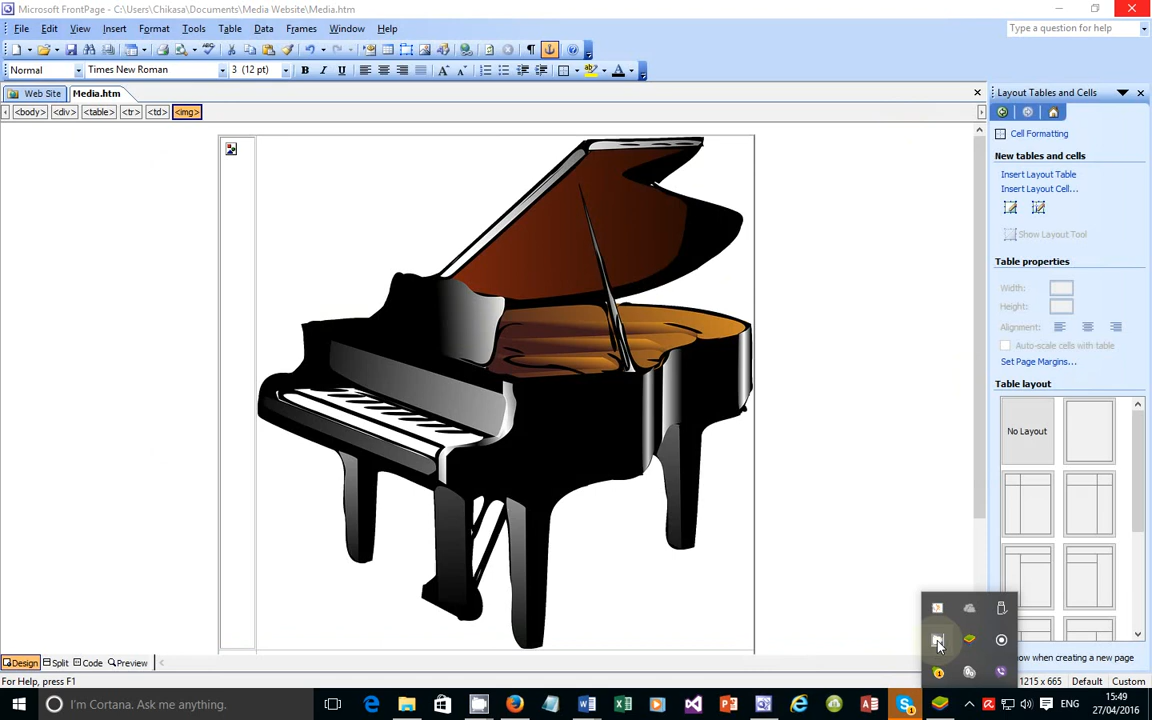 Microsoft FrontPage - C:\Users\Chikasa\Documents\Media Website\Media.htm
File Edit View Insert Format Tools Table Data Frames Window Help
Type a question for help
Normal Times New Roman 3 (12 pt) B I U A A A
Web Site Media.htm
<body> <div> <table> <tr> <td> <img>
Layout Tables and Cells
Cell Formatting
New tables and cells
Insert Layout Table
Insert Layout Cell...
Show Layout Tool
Table properties
Width:
Height:
Alignment:
Auto-scale cells with table
Set Page Margins...
Table layout
No Layout
now when creating a new page
Design Split Code Preview
For Help, press F1
1215 x 665 Default Custom
I'm Cortana. Ask me anything.
ENG
15:49
27/04/2016